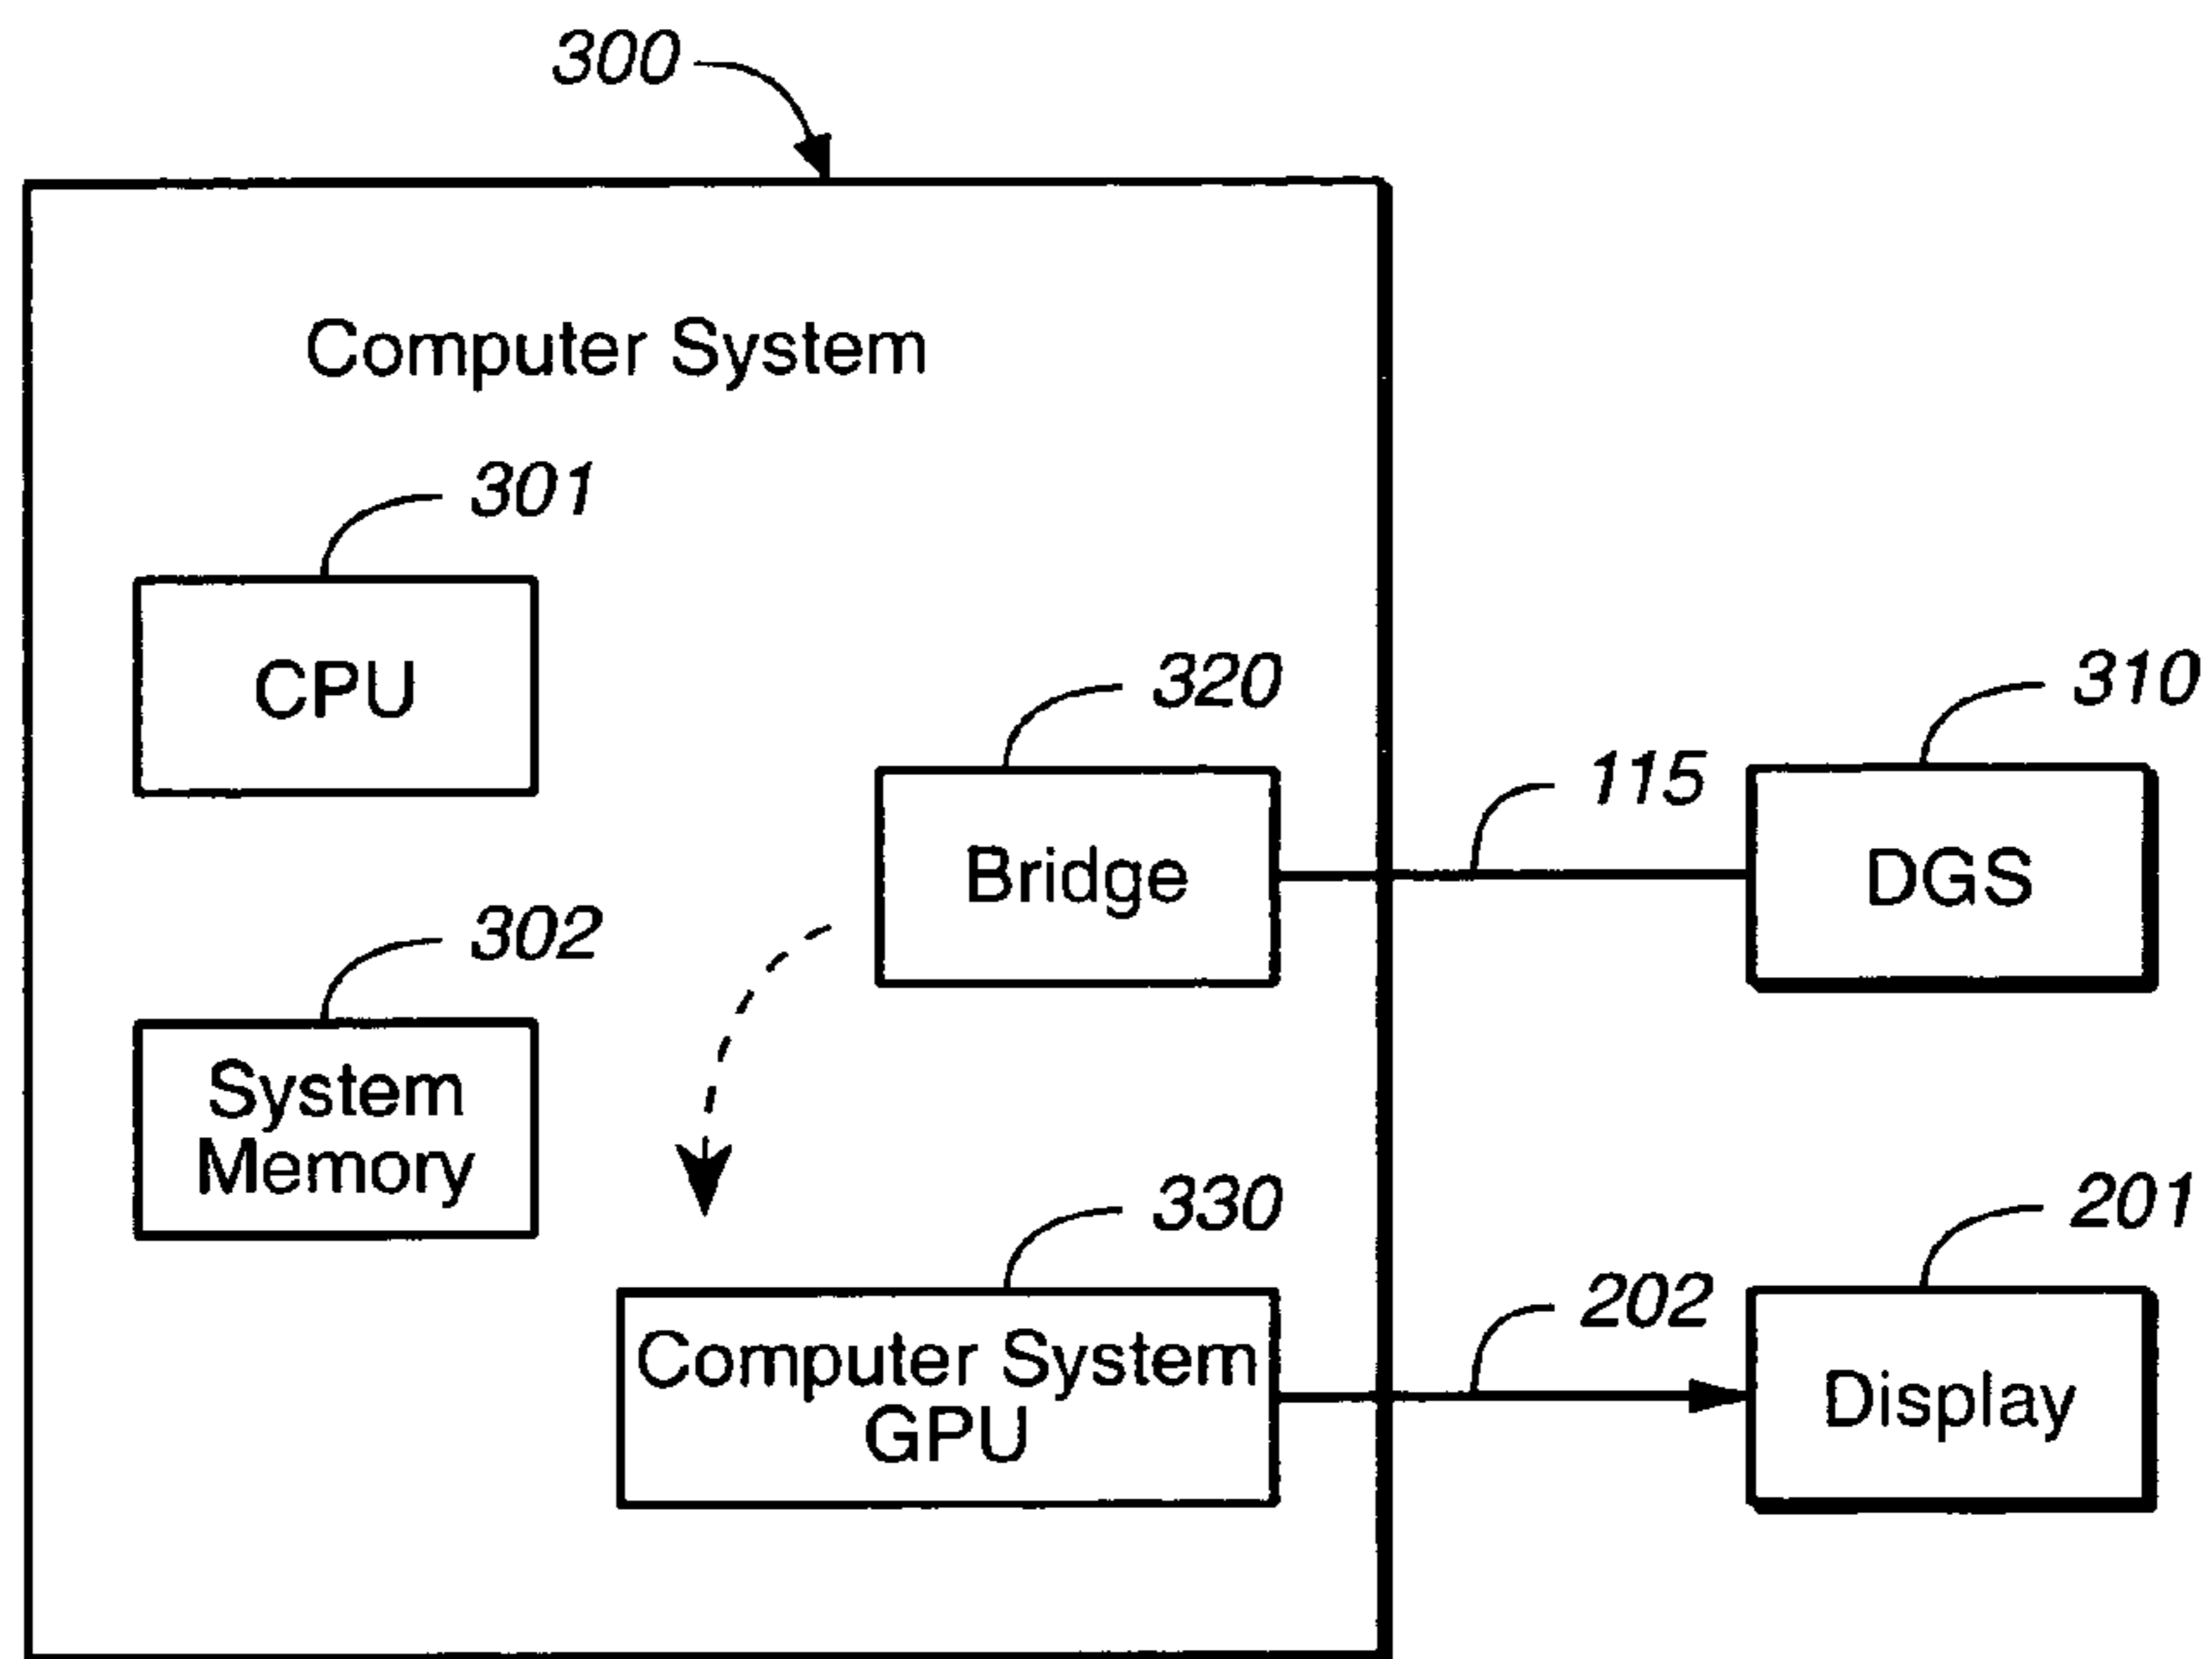 300
Computer System
301
CPU
320
310
115
Bridge
DGS
302
System
Memory
330
201
202
Computer System
GPU
Display